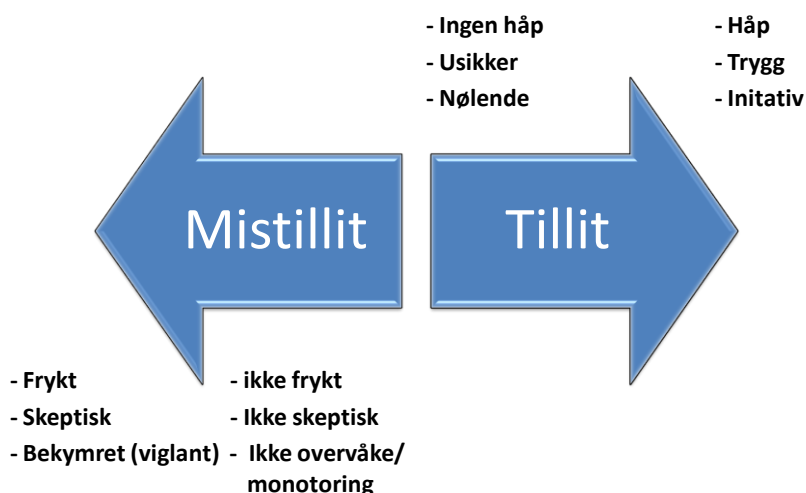 - Ingen håp
- Usikker
- Nølende
- Håp
- Trygg
- Initativ
Mistillit
Tillit
- Frykt
- Skeptisk
- Bekymret (viglant)
- ikke frykt
- Ikke skeptisk
- Ikke overvåke/
monotoring